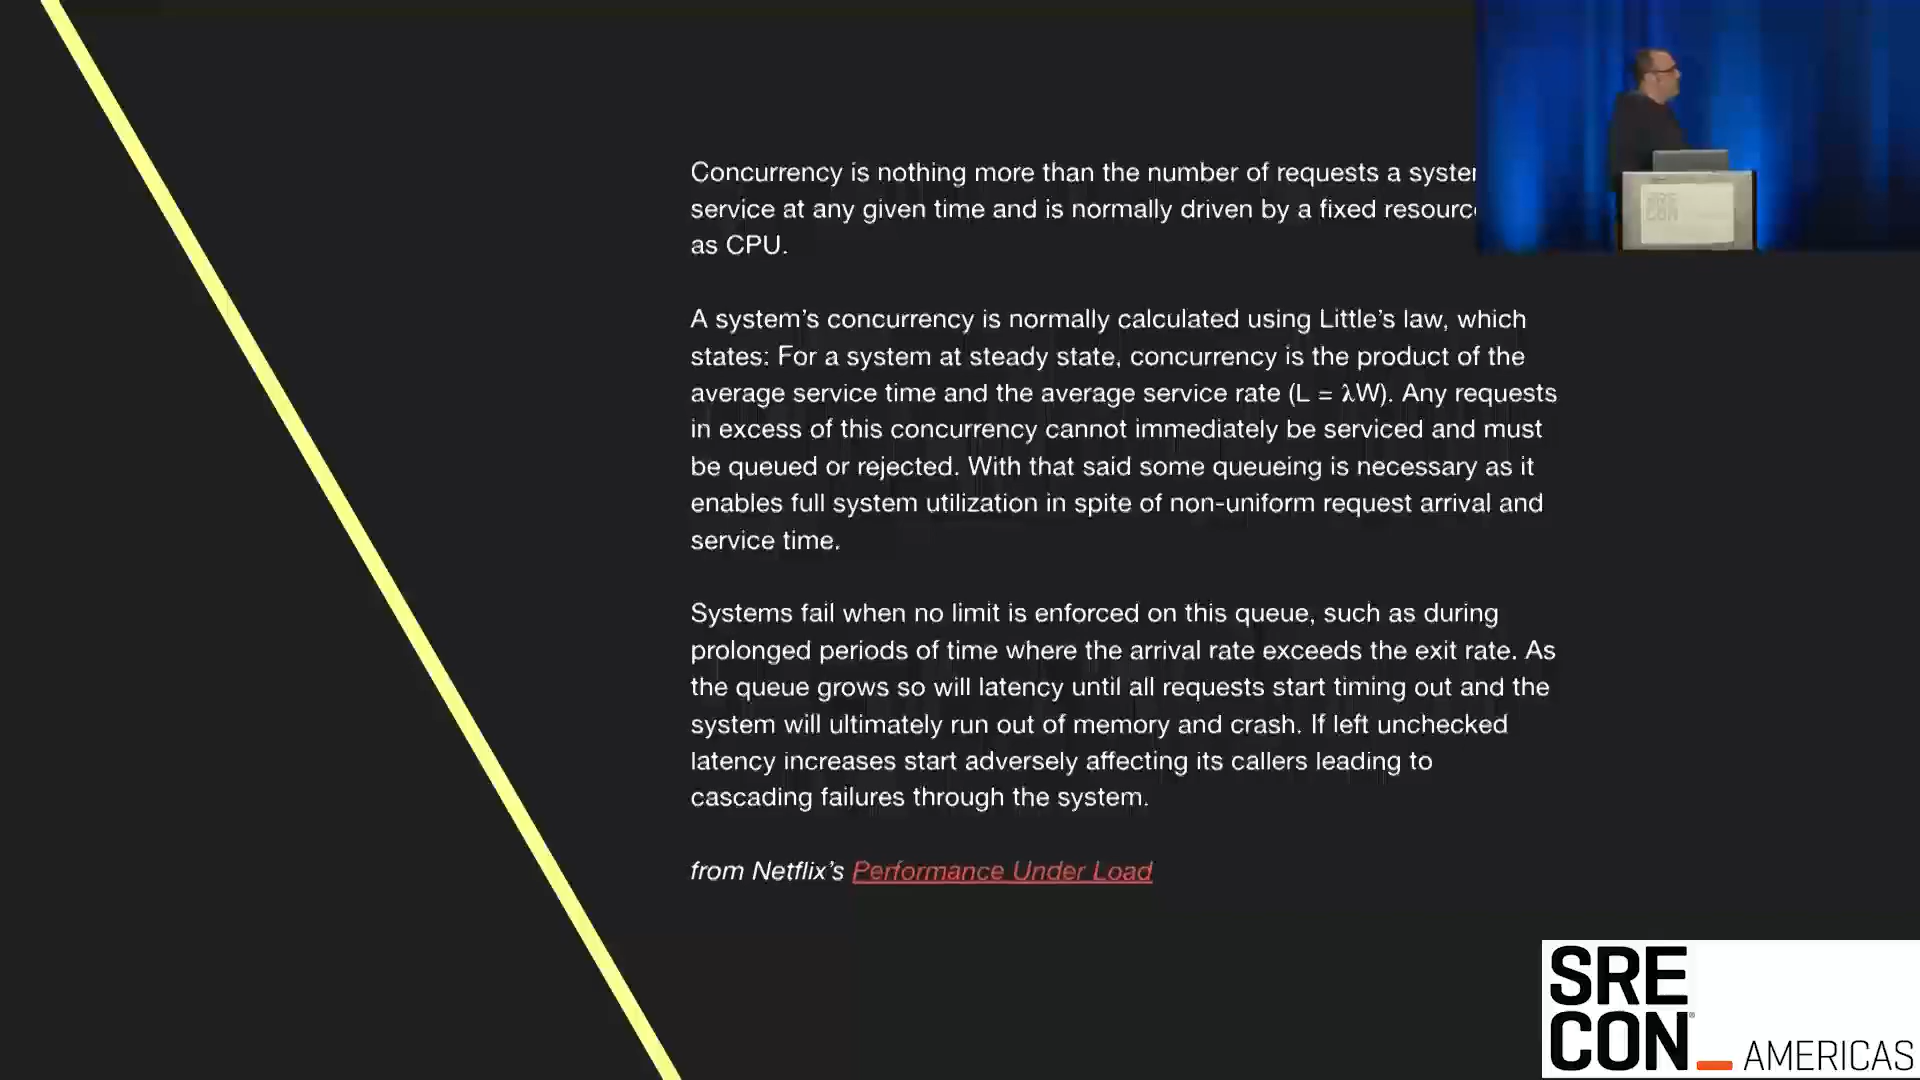 Concurrency is nothing more than the number of requests a system
service at any given time and is normally driven by a fixed resource
as CPU.
A system's concurrency is normally calculated using Little's law, which
states: For a system at steady state, concurrency is the product of the
average service time and the average service rate (L = λW). Any requests
in excess of this concurrency cannot immediately be serviced and must
be queued or rejected. With that said some queueing is necessary as it
enables full system utilization in spite of non-uniform request arrival and
service time.
Systems fail when no limit is enforced on this queue, such as during
prolonged periods of time where the arrival rate exceeds the exit rate. As
the queue grows so will latency until all requests start timing out and the
system will ultimately run out of memory and crash. If left unchecked
latency increases start adversely affecting its callers leading to
cascading failures through the system.
from Netflix's Performance Under Load
SRE
CON
SRE
CON_AMERICAS